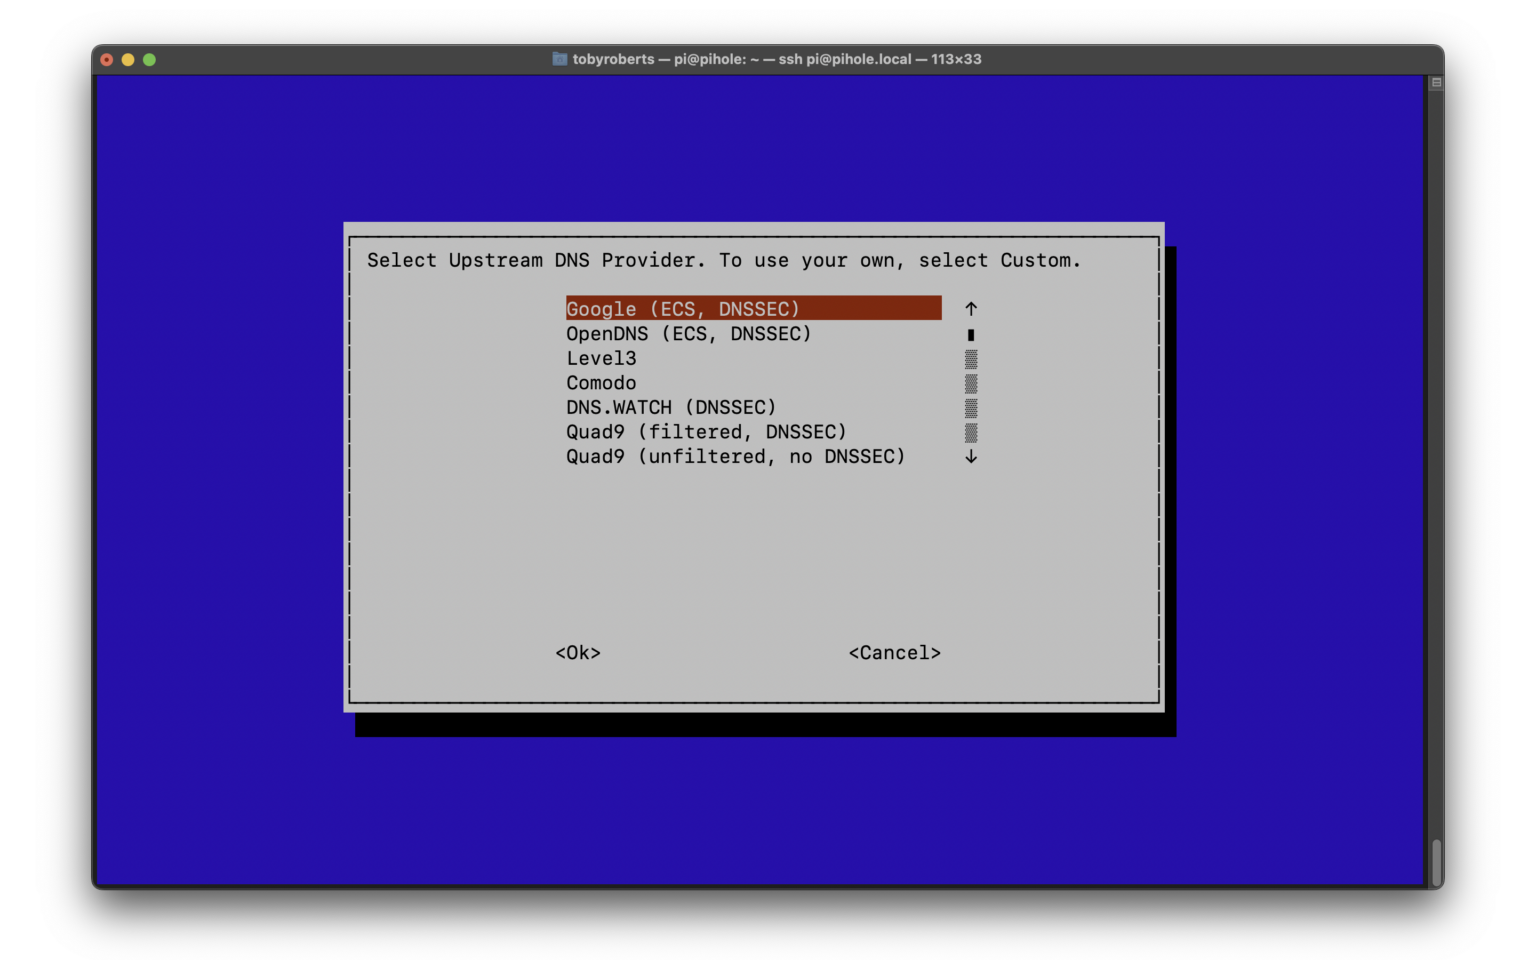 tobyroberts — pi@pihole: ~ — ssh pi@pihole.local — 113×33
Select Upstream DNS Provider. To use your own, select Custom.
Google (ECS, DNSSEC)
OpenDNS (ECS, DNSSEC)
Level3
Comodo
DNS.WATCH (DNSSEC)
Quad9 (filtered, DNSSEC)
Quad9 (unfiltered, no DNSSEC)
<Ok> <Cancel>